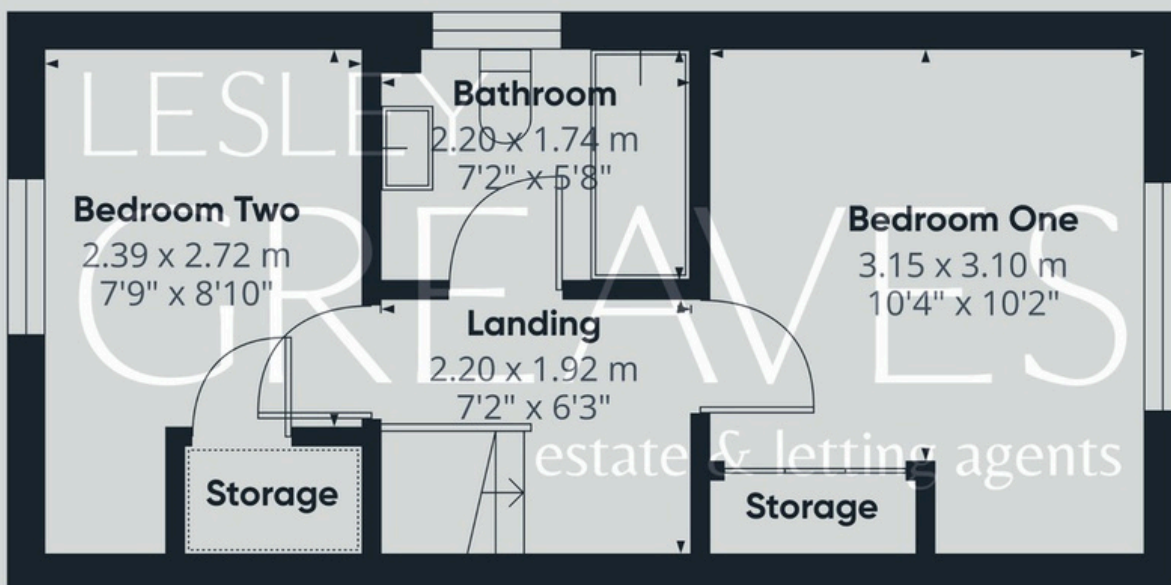 LESLEY
GREAVES
estate & letting agents
Bathroom
2.20 x 1.74 m
7'2" x 5'8"
Bedroom Two
2.39 x 2.72 m
7'9" x 8'10"
Bedroom One
3.15 x 3.10 m
10'4" x 10'2"
Landing
2.20 x 1.92 m
7'2" x 6'3"
Storage
Storage